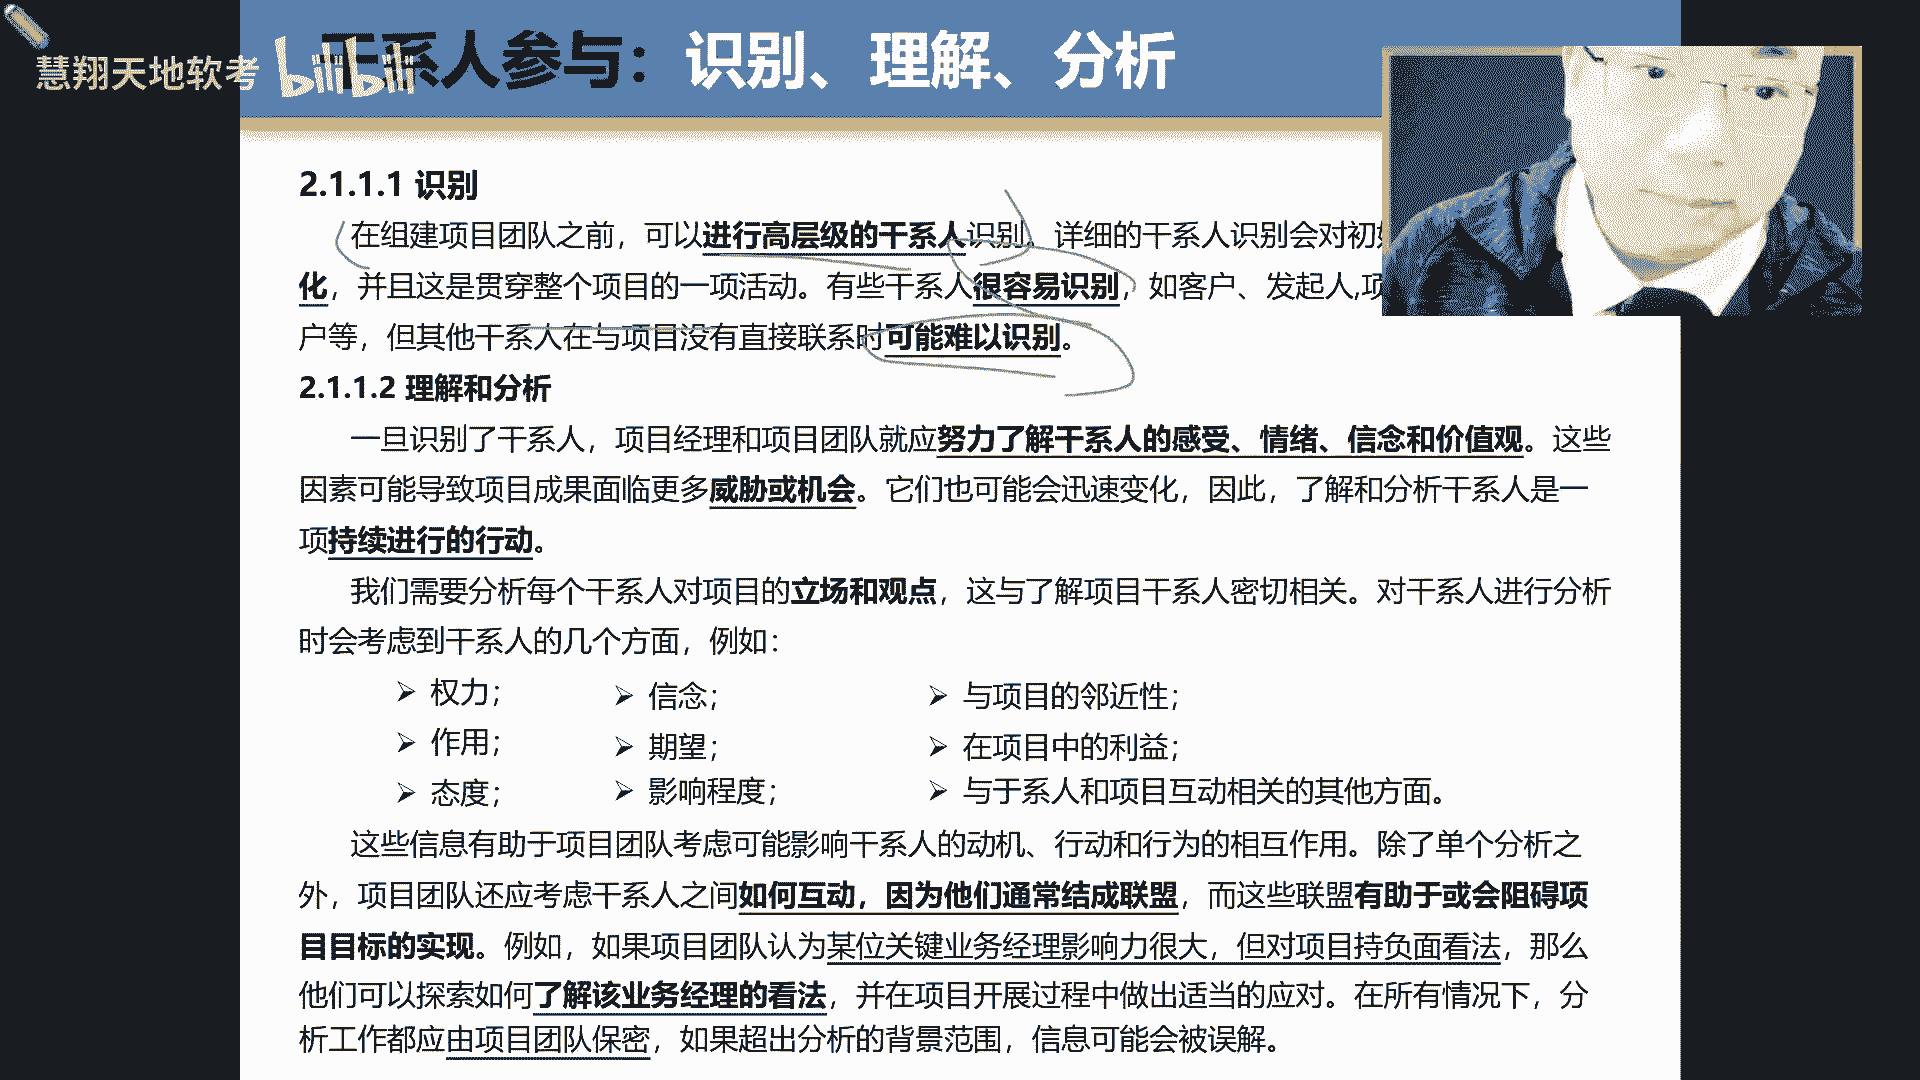 慧翔天地软考 bilibili
干系人参与：识别、理解、分析
2.1.1.1 识别
在组建项目团队之前，可以进行高层级的干系人识别。详细的干系人识别会对初
化，并且这是贯穿整个项目的一项活动。有些干系人很容易识别，如客户、发起人,项
户等，但其他干系人在与项目没有直接联系时可能难以识别。
2.1.1.2 理解和分析
一旦识别了干系人，项目经理和项目团队就应努力了解干系人的感受、情绪、信念和价值观。这些
因素可能导致项目成果面临更多威胁或机会。它们也可能会迅速变化，因此，了解和分析干系人是一
项持续进行的行动。
我们需要分析每个干系人对项目的立场和观点，这与了解项目干系人密切相关。对干系人进行分析
时会考虑到干系人的几个方面，例如：
➢ 权力；
➢ 作用；
➢ 态度；
➢ 信念；
➢ 期望；
➢ 影响程度；
➢ 与项目的邻近性；
➢ 在项目中的利益；
➢ 与于系人和项目互动相关的其他方面。
这些信息有助于项目团队考虑可能影响干系人的动机、行动和行为的相互作用。除了单个分析之
外，项目团队还应考虑干系人之间如何互动，因为他们通常结成联盟，而这些联盟有助于或会阻碍项
目目标的实现。例如，如果项目团队认为某位关键业务经理影响力很大，但对项目持负面看法，那么
他们可以探索如何了解该业务经理的看法，并在项目开展过程中做出适当的应对。在所有情况下，分
析工作都应由项目团队保密，如果超出分析的背景范围，信息可能会被误解。